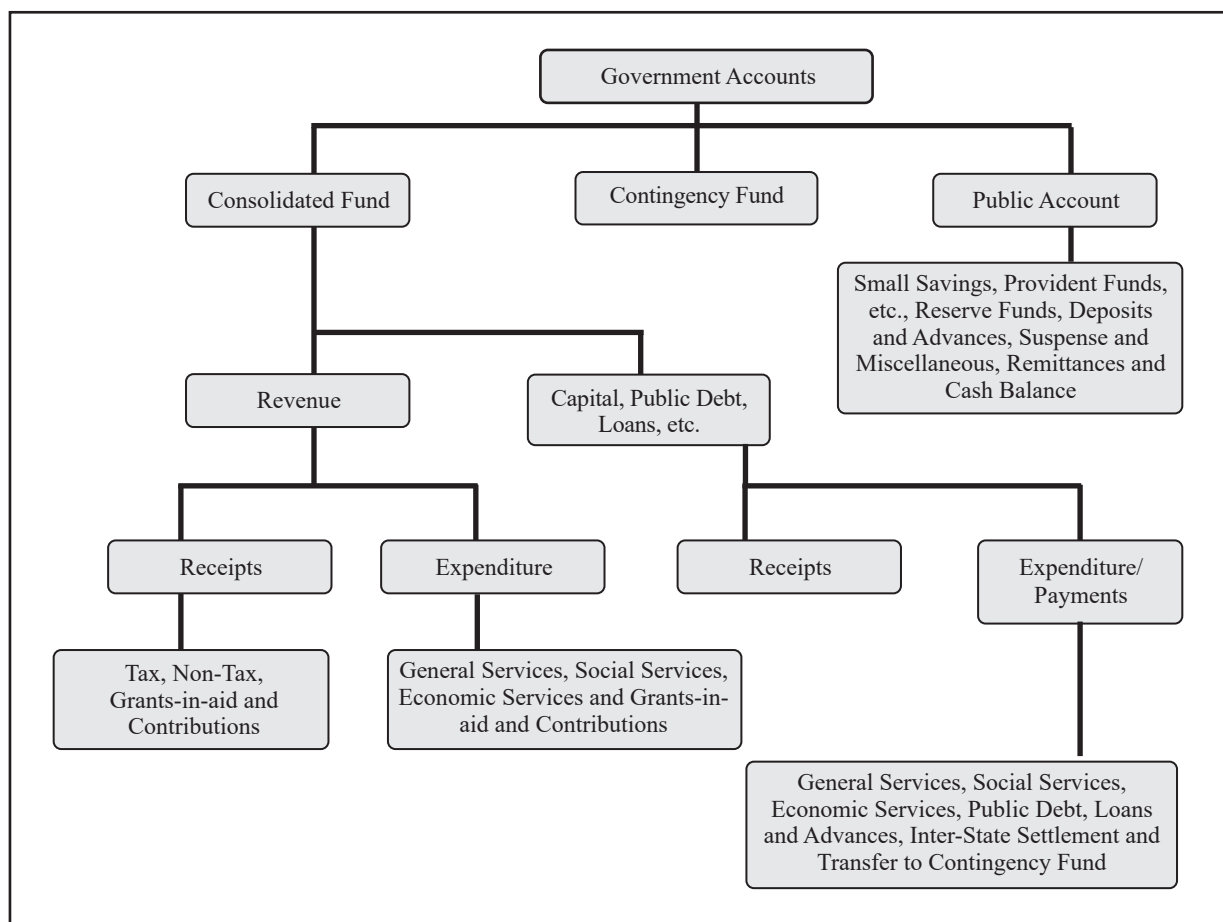 Government Accounts
Consolidated Fund
Contingency Fund
Public Account
Small Savings, Provident Funds,
etc., Reserve Funds, Deposits
and Advances, Suspense and
Miscellaneous, Remittances and
Cash Balance
Revenue
Capital, Public Debt,
Loans, etc.
Receipts
Expenditure
Receipts
Expenditure/
Payments
Tax, Non-Tax,
Grants-in-aid and
Contributions
General Services, Social Services,
Economic Services and Grants-in-
aid and Contributions
General Services, Social Services,
Economic Services, Public Debt, Loans
and Advances, Inter-State Settlement and
Transfer to Contingency Fund